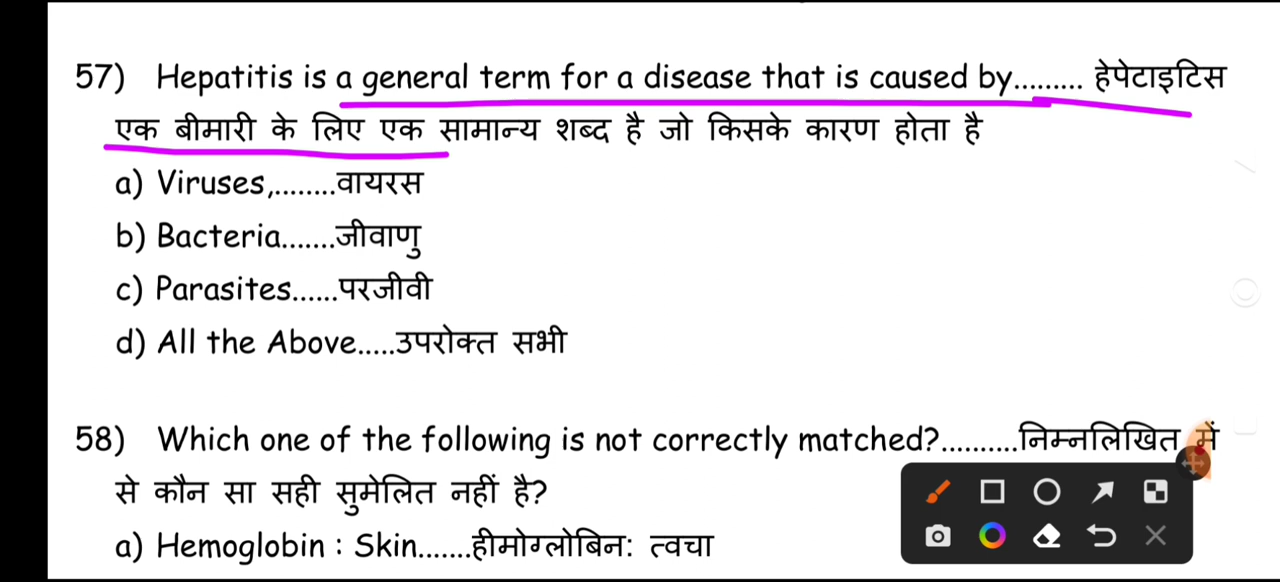 57) Hepatitis is a general term for a disease that is caused by......... हेपेटाइटिस
एक बीमारी के लिए एक सामान्य शब्द है जो किसके कारण होता है
a) Viruses,........वायरस
b) Bacteria.......जीवाणु
c) Parasites......परजीवी
d) All the Above.....उपरोक्त सभी
58) Which one of the following is not correctly matched?..........निम्नलिखित में
से कौन सा सही सुमेलित नहीं है?
a) Hemoglobin : Skin.......हीमोग्लोबिन: त्वचा